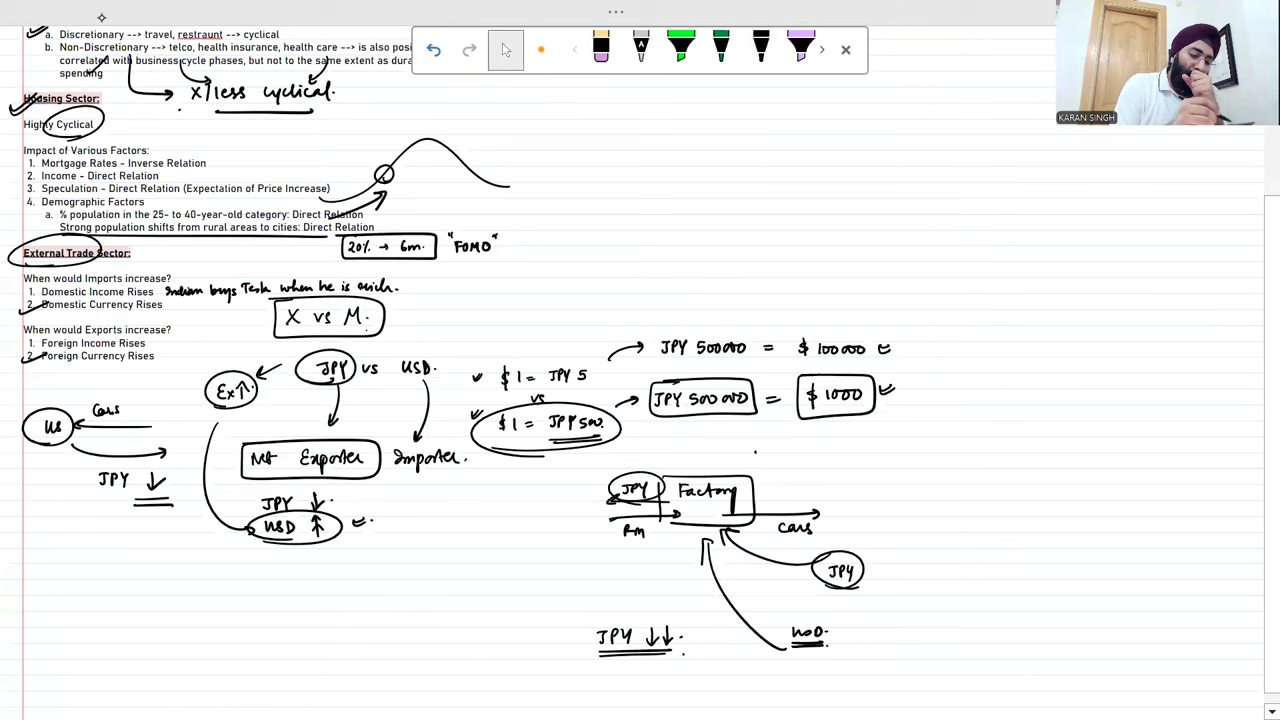 a. Discretionary --> travel, restraunt --> cyclical
b. Non-Discretionary --> telco, health insurance, health care --> is also posi
correlated with business cycle phases, but not to the same extent as dura
spending
X/less cyclical.
Housing Sector:
Highly Cyclical
Impact of Various Factors:
1. Mortgage Rates - Inverse Relation
2. Income - Direct Relation
3. Speculation - Direct Relation (Expectation of Price Increase)
4. Demographic Factors
a. % population in the 25- to 40-year-old category: Direct Relation
Strong population shifts from rural areas to cities: Direct Relation
20% → 6m. "FOMO"
External Trade Sector:
When would Imports increase?
1. Domestic Income Rises Indian buys Tesla when he is rich.
2. Domestic Currency Rises
X vs M.
When would Exports increase?
1. Foreign Income Rises
2. Foreign Currency Rises
JPY vs USD.
Ex↑.
Net Exporter Importer.
JPY ↓.
USD ↑
US
Cars
JPY ↓
$1 = JPY 5
vs
$1 = JPY 500.
JPY 500000 = $100000
JPY 500000 = $1000
JPY Factory
RM
Cars
JPY
USD.
JPY ↓↓.
KARAN SINGH